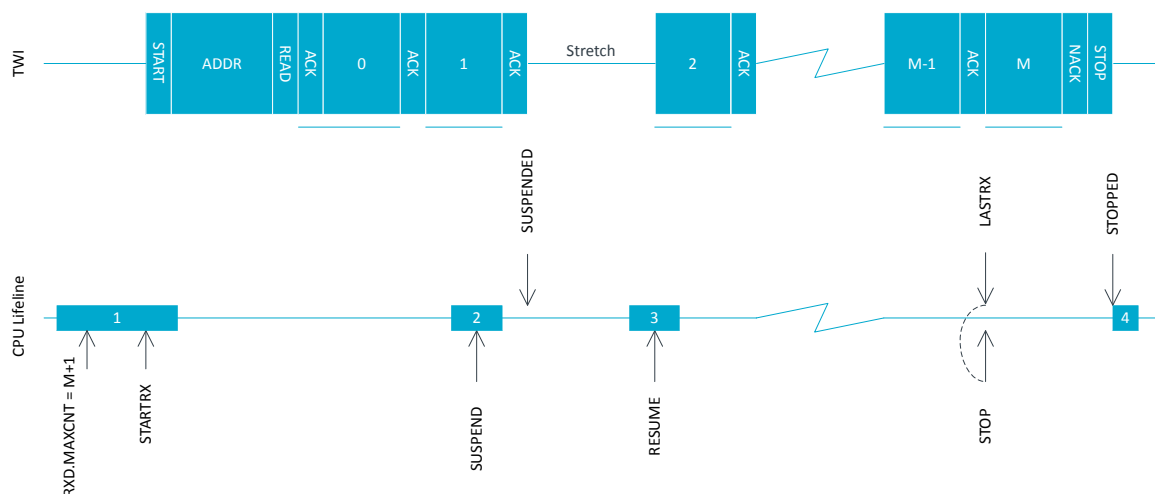 TWI
START
ADDR
READ
ACK
0
ACK
1
ACK
Stretch
2
ACK
M-1
ACK
M
NACK
STOP
SUSPENDED
LASTRX
STOPPED
CPU Lifeline
1
2
3
4
RXD.MAXCNT = M+1
STARTRX
SUSPEND
RESUME
STOP